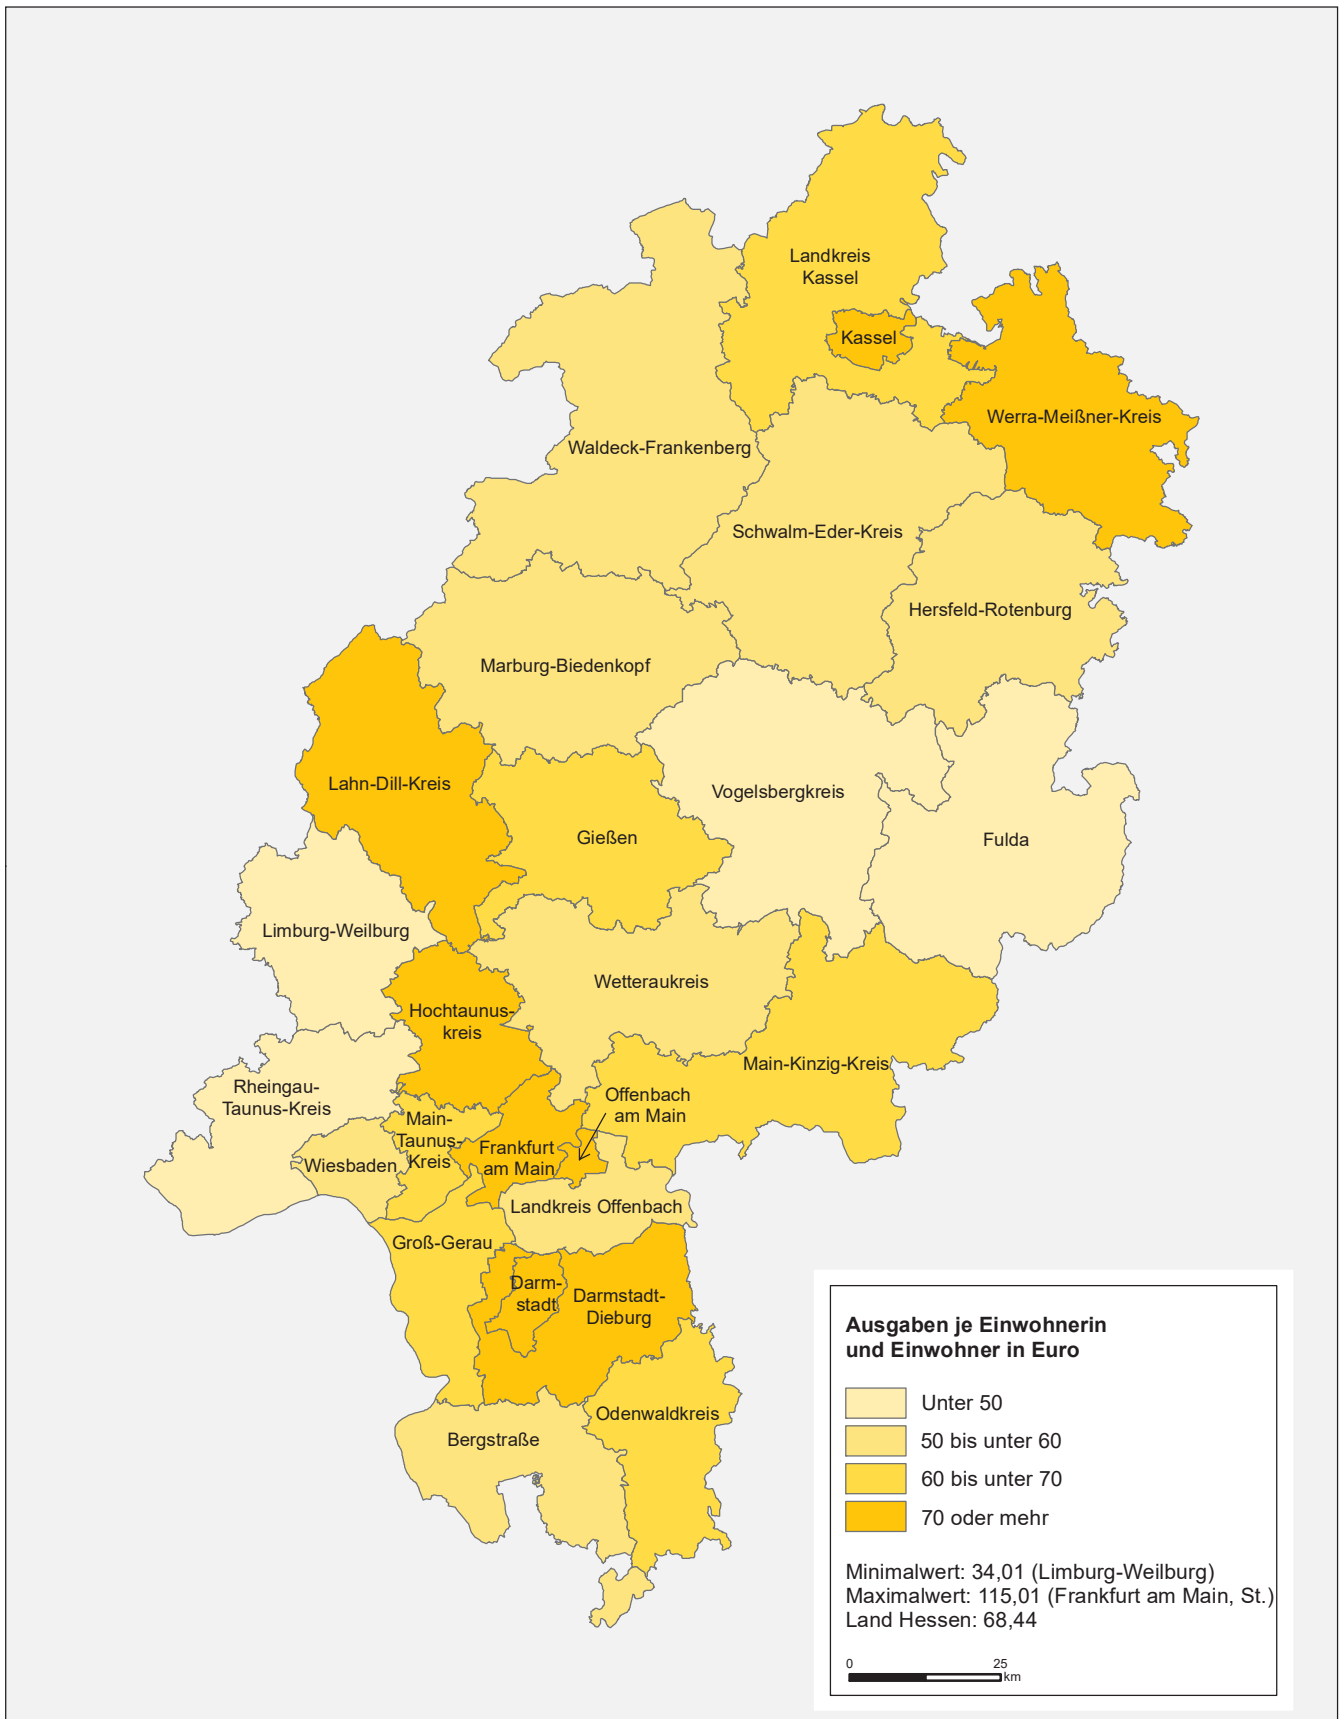 Landkreis
Kassel
Kassel
Werra-Meißner-Kreis
Waldeck-Frankenberg
Schwalm-Eder-Kreis
Hersfeld-Rotenburg
Marburg-Biedenkopf
Lahn-Dill-Kreis
Vogelsbergkreis
Gießen
Fulda
Limburg-Weilburg
Wetteraukreis
Hochtaunus-
kreis
Main-Kinzig-Kreis
Rheingau-
Taunus-Kreis
Offenbach
am Main
Main-
Taunus-
Kreis
Frankfurt
am Main
Wiesbaden
Landkreis Offenbach
Groß-Gerau
Darm-
stadt
Darmstadt-
Dieburg
Odenwaldkreis
Bergstraße
Ausgaben je Einwohnerin
und Einwohner in Euro
Unter 50
50 bis unter 60
60 bis unter 70
70 oder mehr
Minimalwert: 34,01 (Limburg-Weilburg)
Maximalwert: 115,01 (Frankfurt am Main, St.)
Land Hessen: 68,44
0 25
km